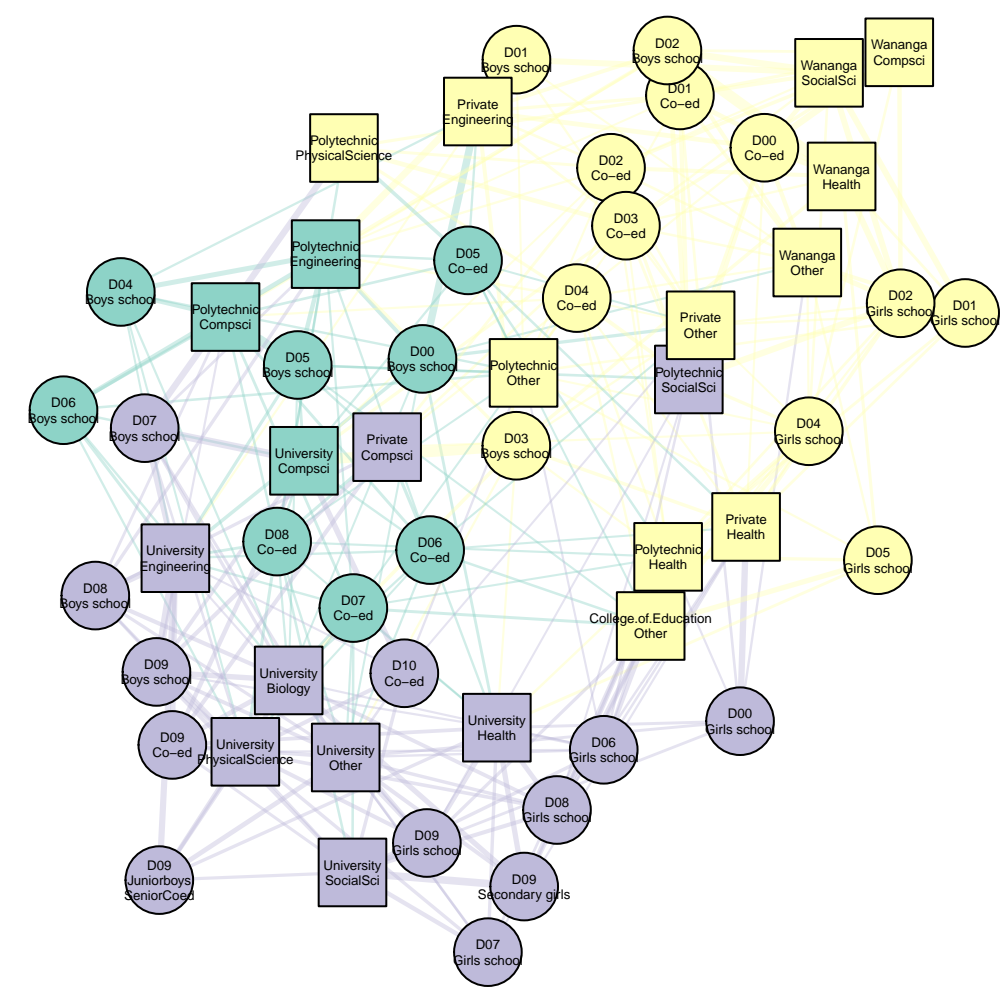 D01
Boys school
D02
Boys school
D01
Co−ed
Wananga
SocialSci
Wananga
Compsci
Private
Engineering
Polytechnic
PhysicalScience
D02
Co−ed
D00
Co−ed
Wananga
Health
D03
Co−ed
Polytechnic
Engineering
D05
Co−ed
Wananga
Other
D04
Boys school
Polytechnic
Compsci
D04
Co−ed
D02
Girls school
D01
Girls school
Private
Other
D05
Boys school
D00
Boys school
Polytechnic
Other
Polytechnic
SocialSci
D06
Boys school
D07
Boys school
University
Compsci
Private
Compsci
D03
Boys school
D04
Girls school
University
Engineering
D08
Co−ed
D06
Co−ed
Polytechnic
Health
Private
Health
D05
Girls school
D08
Boys school
D07
Co−ed
College.of.Education
Other
D09
Boys school
University
Biology
D10
Co−ed
D09
Co−ed
University
PhysicalScience
University
Other
University
Health
D06
Girls school
D00
Girls school
D08
Girls school
D09
Girls school
D09
Juniorboys
SeniorCoed
University
SocialSci
D09
Secondary girls
D07
Girls school